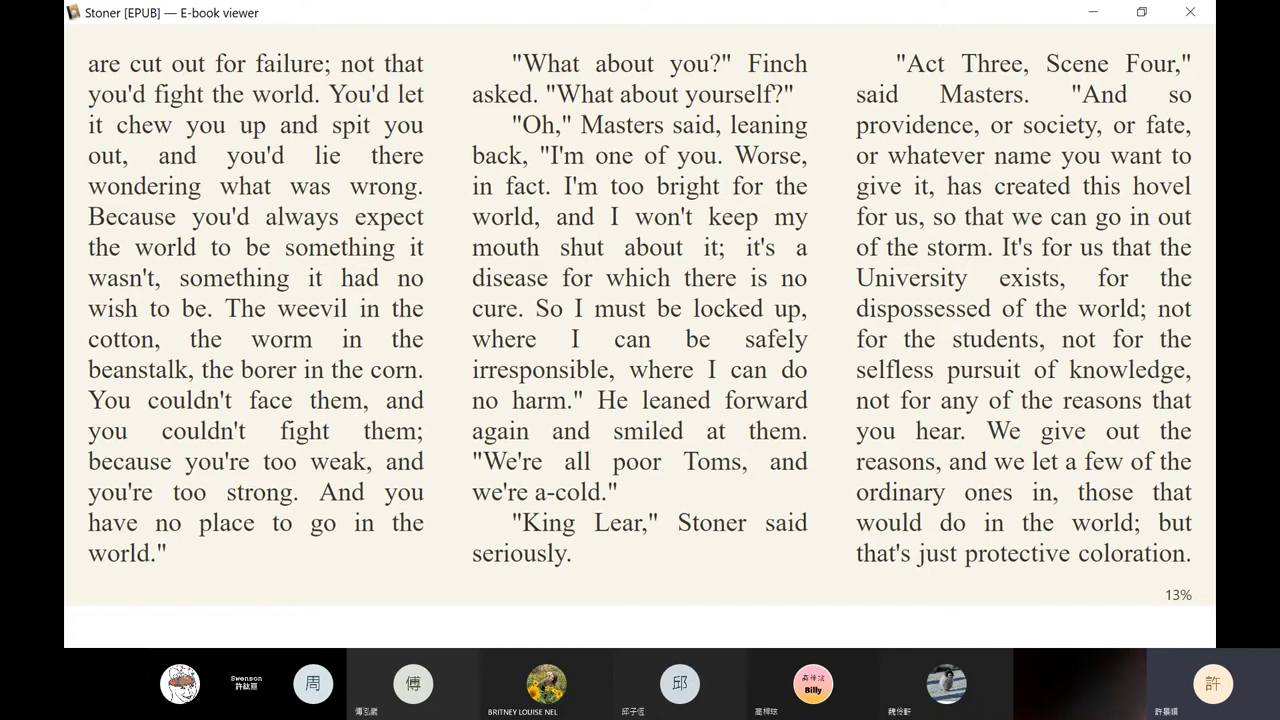 Stoner [EPUB] — E-book viewer
are cut out for failure; not that
you'd fight the world. You'd let
it chew you up and spit you
out, and you'd lie there
wondering what was wrong.
Because you'd always expect
the world to be something it
wasn't, something it had no
wish to be. The weevil in the
cotton, the worm in the
beanstalk, the borer in the corn.
You couldn't face them, and
you couldn't fight them;
because you're too weak, and
you're too strong. And you
have no place to go in the
world."
"What about you?" Finch
asked. "What about yourself?"
"Oh," Masters said, leaning
back, "I'm one of you. Worse,
in fact. I'm too bright for the
world, and I won't keep my
mouth shut about it; it's a
disease for which there is no
cure. So I must be locked up,
where I can be safely
irresponsible, where I can do
no harm." He leaned forward
again and smiled at them.
"We're all poor Toms, and
we're a-cold."
"King Lear," Stoner said
seriously.
"Act Three, Scene Four,"
said Masters. "And so
providence, or society, or fate,
or whatever name you want to
give it, has created this hovel
for us, so that we can go in out
of the storm. It's for us that the
University exists, for the
dispossessed of the world; not
for the students, not for the
selfless pursuit of knowledge,
not for any of the reasons that
you hear. We give out the
reasons, and we let a few of the
ordinary ones in, those that
would do in the world; but
that's just protective coloration.
13%
Swenson
周
傅
BRITNEY LOUISE NEL
邱
Billy
許